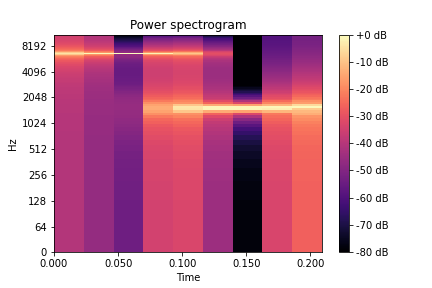 Power spectrogram
8192
4096
2048
1024
512
256
128
64
0
Hz
0.000 0.050 0.100 0.150 0.200
Time
+0 dB
-10 dB
-20 dB
-30 dB
-40 dB
-50 dB
-60 dB
-70 dB
-80 dB